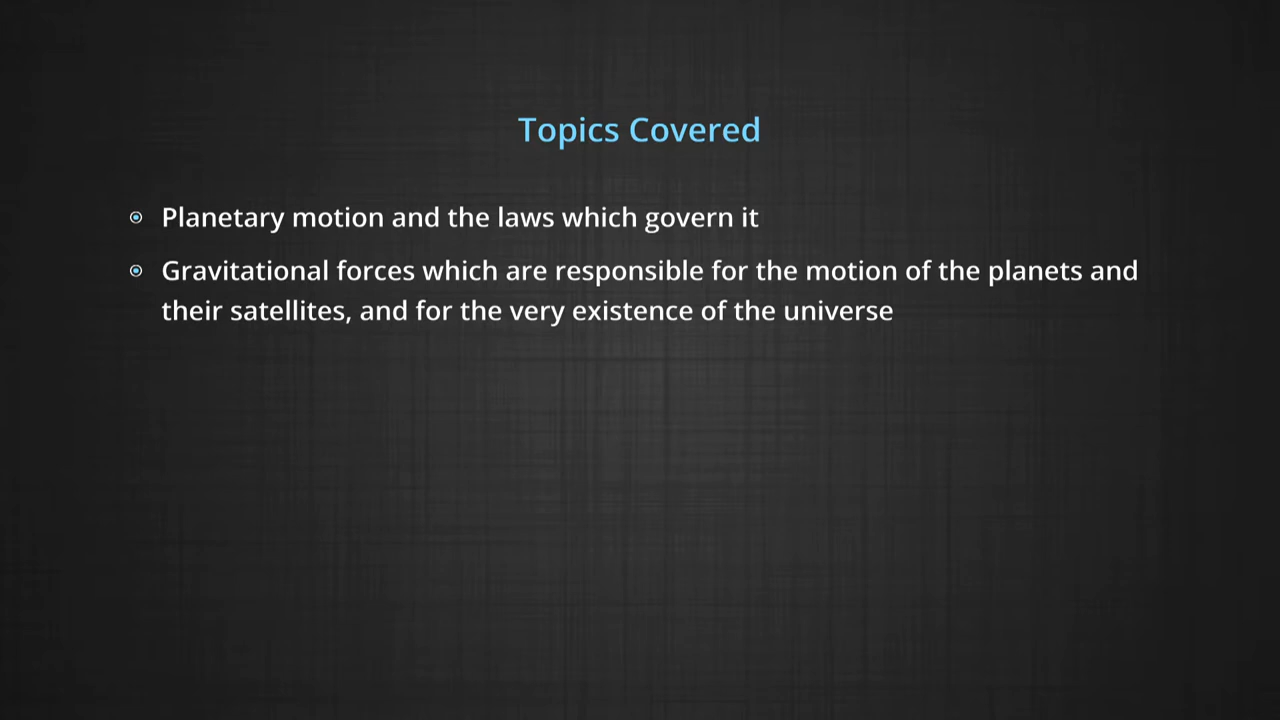 Topics Covered
Planetary motion and the laws which govern it
Gravitational forces which are responsible for the motion of the planets and
their satellites, and for the very existence of the universe